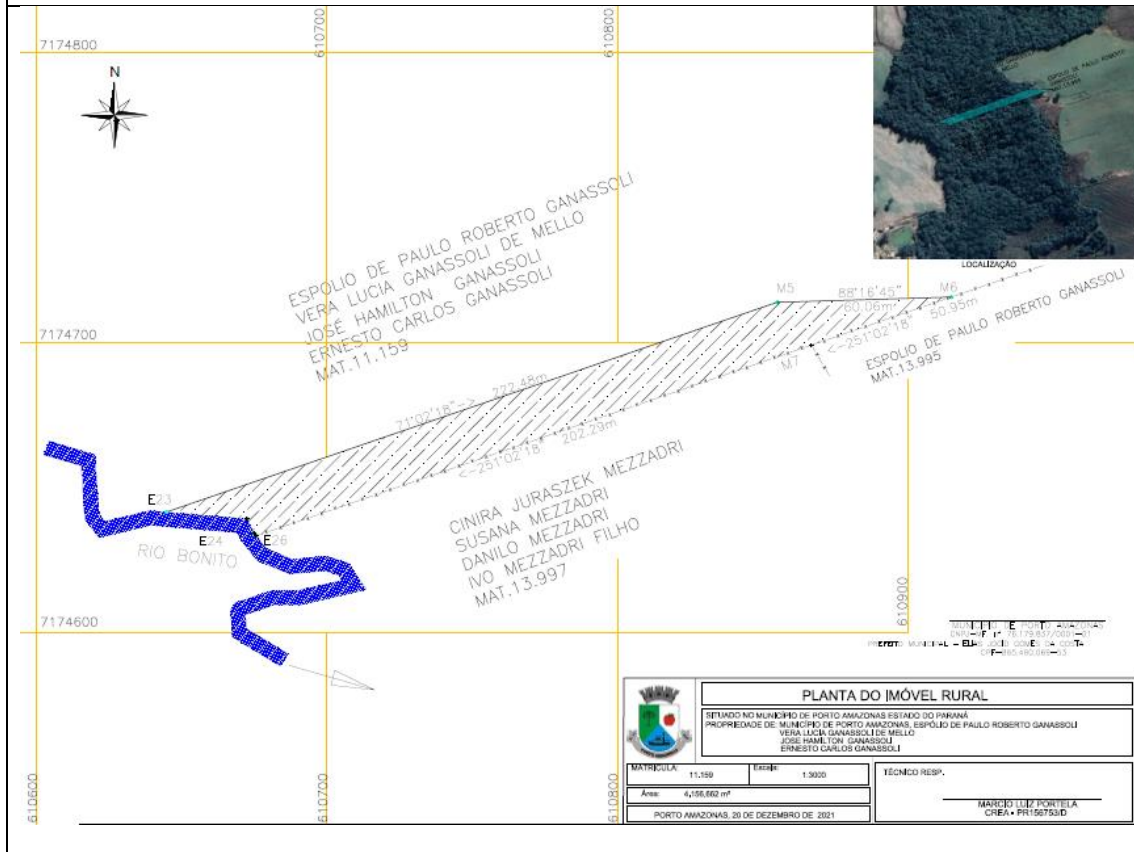 7174800
610700
610800
N
ESPOLIO DE PAULO ROBERTO GANASSOLI
VERA LUCIA GANASSOLI DE MELLO
JOSÉ HAMILTON GANASSOLI
ERNESTO CARLOS GANASSOLI
MAT.11.159
LOCALIZAÇÃO
M5
88°16'45"
60.06m
M6
50.95m
<-251°02'18"
7174700
M7
ESPOLIO DE PAULO ROBERTO GANASSOLI
MAT.13.995
71°02'18"->
222.48m
<-251°02'18"
202.29m
E23
E24
E26
RIO BONITO
CINIRA JURASZEK MEZZADRI
SUSANA MEZZADRI
DANILO MEZZADRI
IVO MEZZADRI FILHO
MAT.13.997
7174600
610900
MUNICIPIO DE PORTO AMAZONAS
PREFEITO MUNICIPAL
PLANTA DO IMÓVEL RURAL
SITUADO NO MUNICÍPIO DE PORTO AMAZONAS ESTADO DO PARANÁ
PROPRIEDADE DE: MUNICÍPIO DE PORTO AMAZONAS, ESPÓLIO DE PAULO ROBERTO GANASSOLI
VERA LUCIA GANASSOLI DE MELLO
JOSE HAMILTON GANASSOLI
ERNESTO CARLOS GANASSOLI
MATRICULA: 11.159
Escala: 1:3000
Área: 4,156,662 m²
PORTO AMAZONAS, 20 DE DEZEMBRO DE 2021
TÉCNICO RESP.
MARCIO LUIZ PORTELA
CREA - PR156753/D
610600
610700
610800